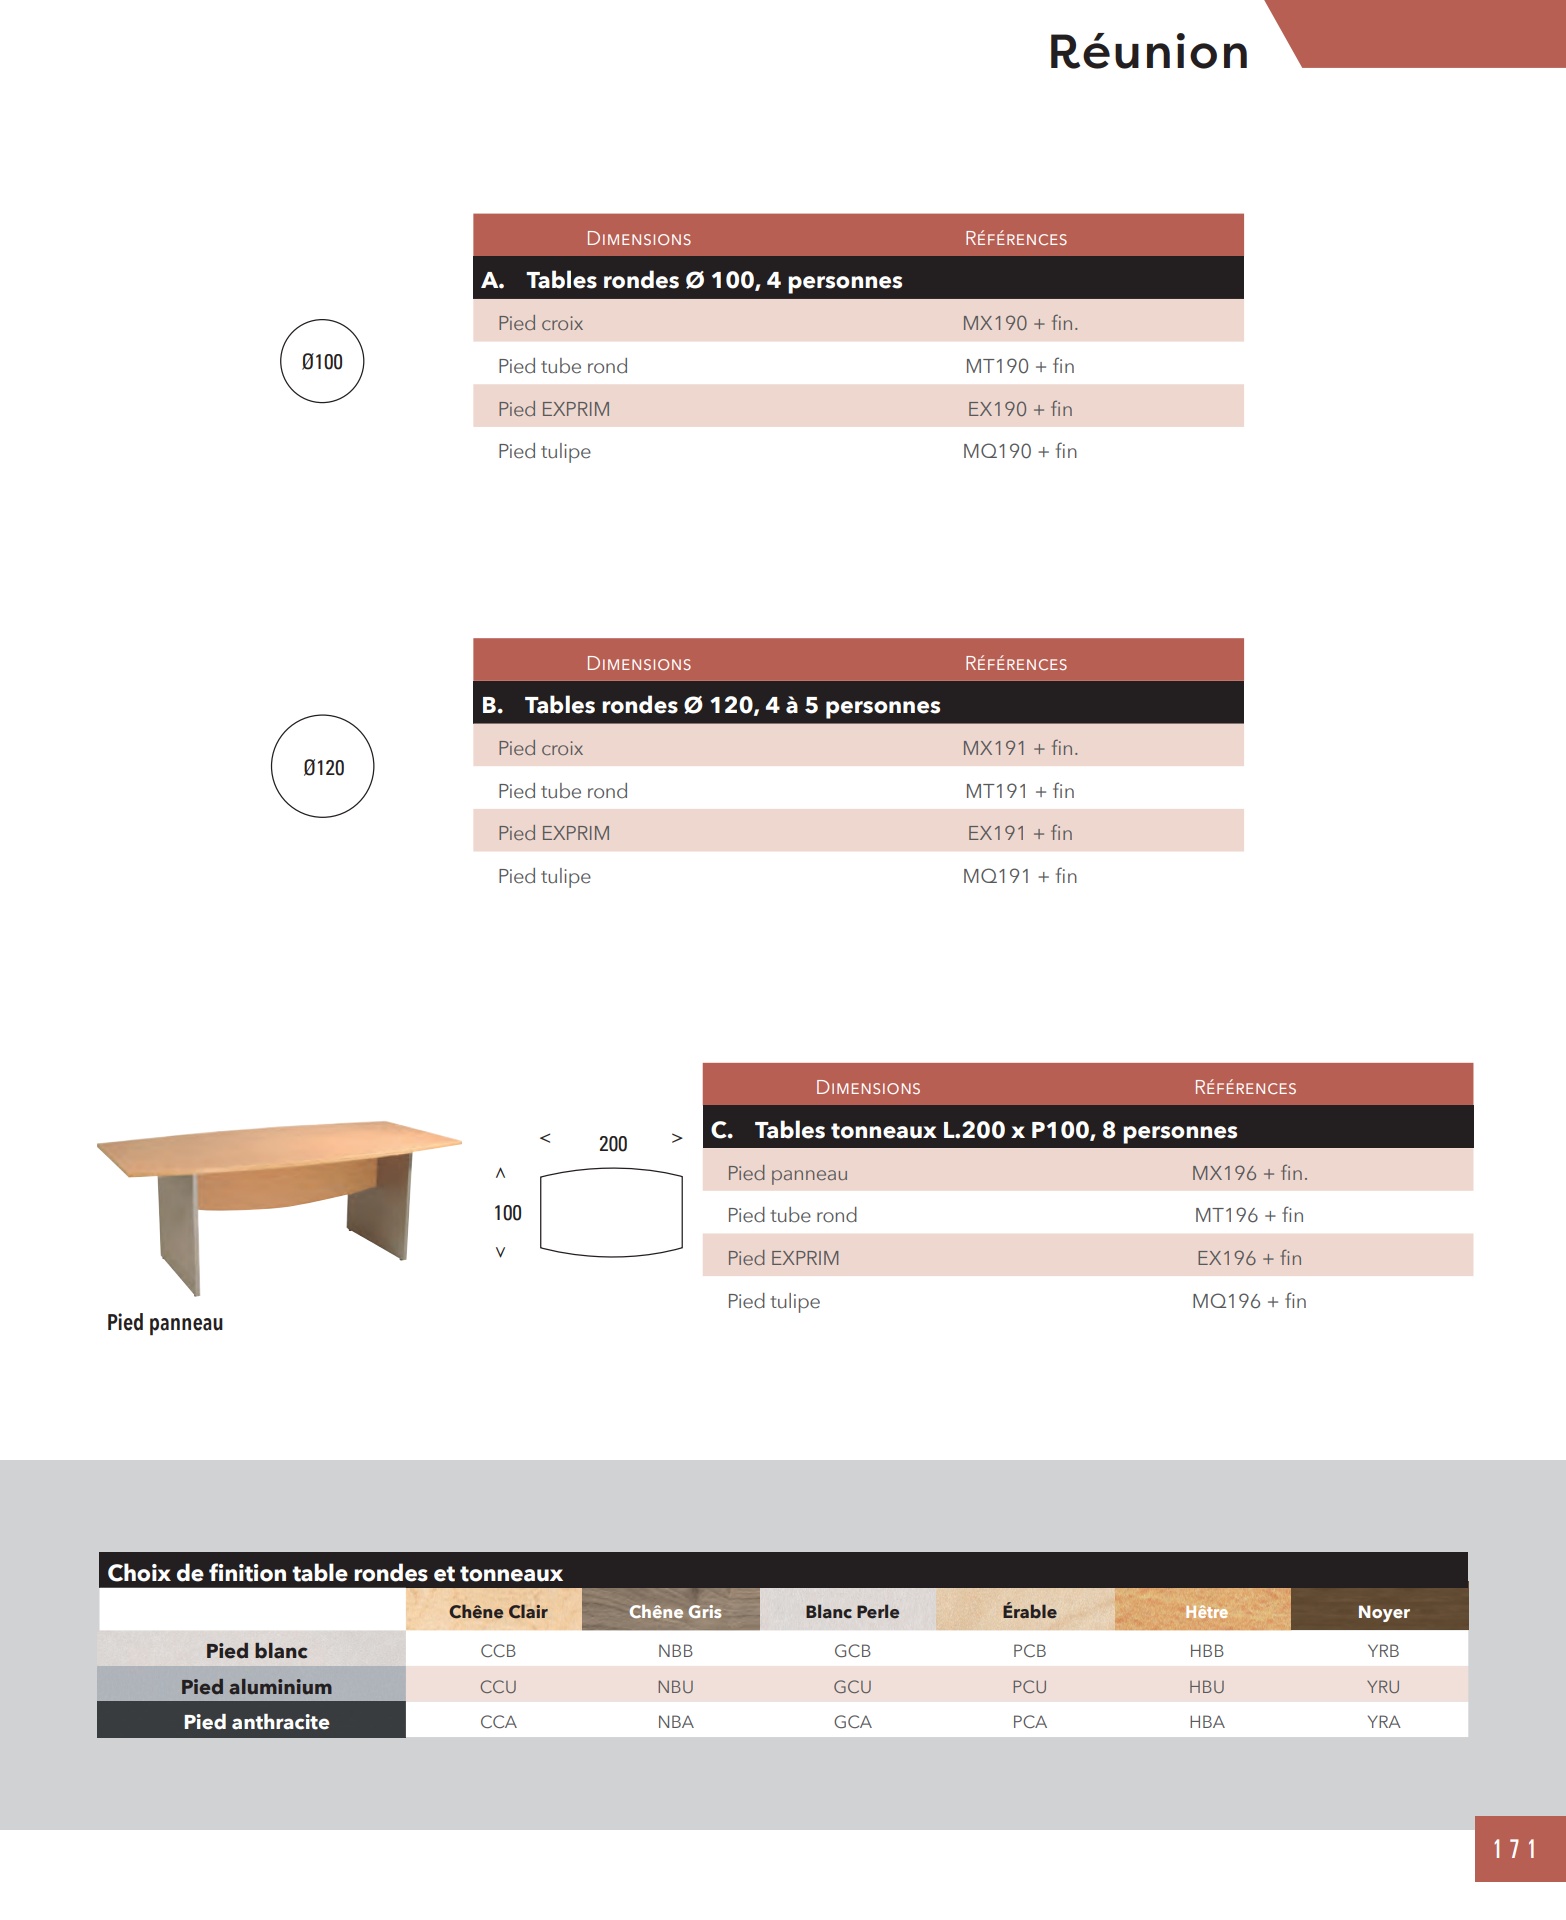 Réunion
DIMENSIONS RÉFÉRENCES
A. Tables rondes Ø 100, 4 personnes
Pied croix MX190 + fin.
Ø100
Pied tube rond MT190 + fin
Pied EXPRIM EX190 + fin
Pied tulipe MQ190 + fin
DIMENSIONS RÉFÉRENCES
B. Tables rondes Ø 120, 4 à 5 personnes
Pied croix MX191 + fin.
Ø120
Pied tube rond MT191 + fin
Pied EXPRIM EX191 + fin
Pied tulipe MQ191 + fin
DIMENSIONS RÉFÉRENCES
C. Tables tonneaux L.200 x P100, 8 personnes
< 200 >
Pied panneau MX196 + fin.
100
Pied tube rond MT196 + fin
Pied EXPRIM EX196 + fin
Pied tulipe MQ196 + fin
Pied panneau
Choix de finition table rondes et tonneaux
Chêne Clair Chêne Gris Blanc Perle Érable Hêtre Noyer
Pied blanc CCB NBB GCB PCB HBB YRB
Pied aluminium CCU NBU GCU PCU HBU YRU
Pied anthracite CCA NBA GCA PCA HBA YRA
171